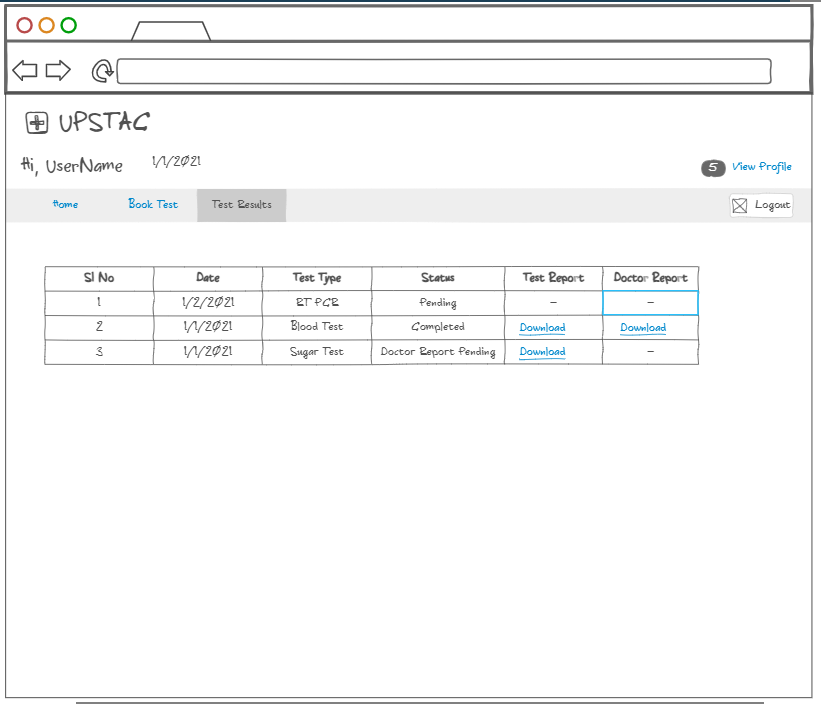 UPSTAC
Hi, UserName 1/1/2021
5 View Profile
Home Book Test Test Results Logout
Sl No Date Test Type Status Test Report Doctor Report
1 1/2/2021 RT PCR Pending – –
2 1/1/2021 Blood Test Completed Download Download
3 1/1/2021 Sugar Test Doctor Report Pending Download –